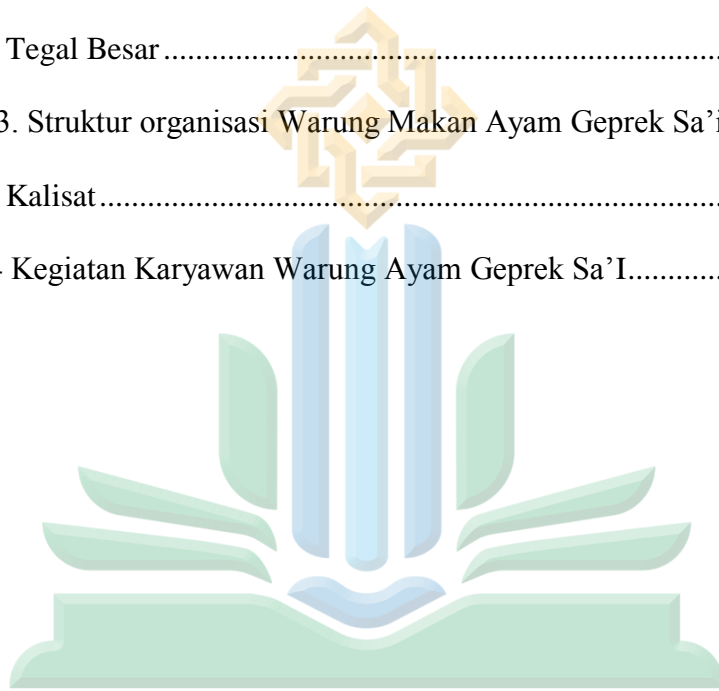 Tegal Besar ........................................................................
3. Struktur organisasi Warung Makan Ayam Geprek Sa’i
Kalisat ................................................................................
Kegiatan Karyawan Warung Ayam Geprek Sa’I............